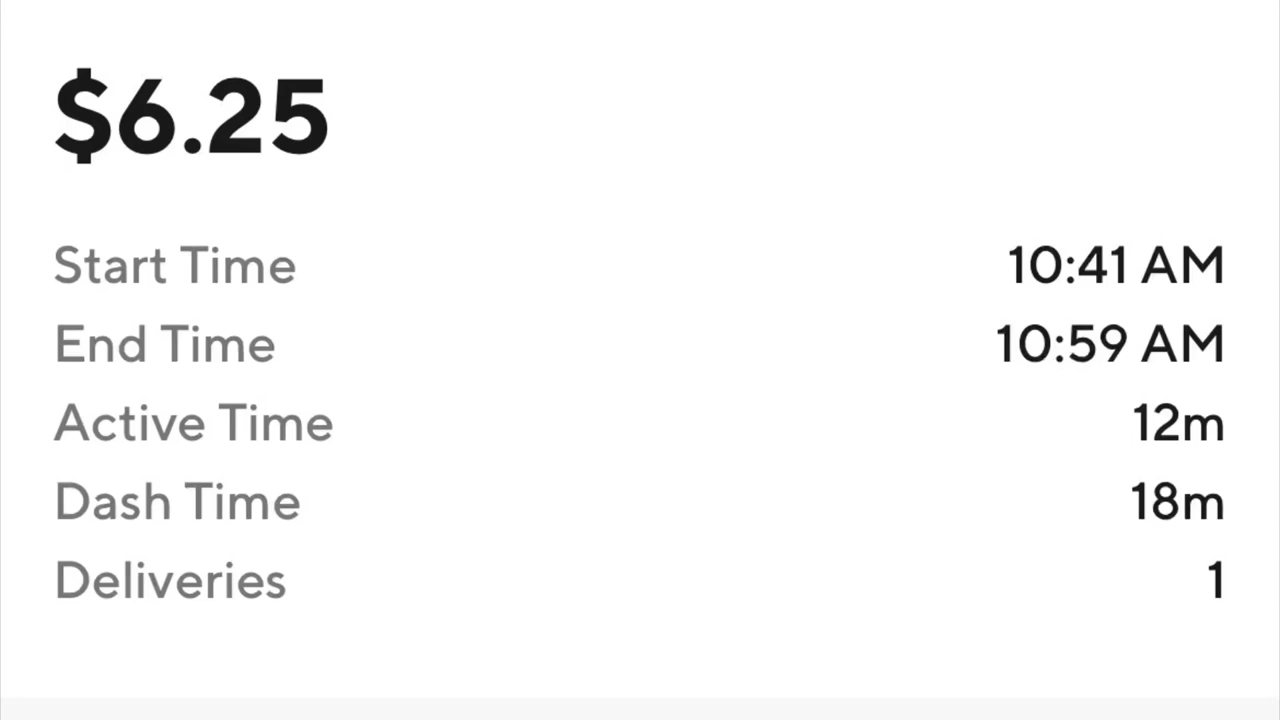 $6.25
Start Time 10:41 AM
End Time 10:59 AM
Active Time 12m
Dash Time 18m
Deliveries 1